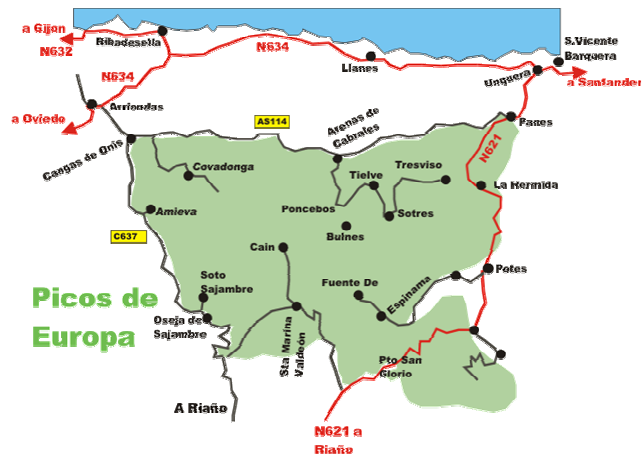 a Gijon
N632
Ribadesella
N634
Llanes
S.Vicente
Barquera
Unquera
a Santander
N634
a Oviedo
Arriondas
AS114
Arenas de
Cabrales
Panes
N621
Cangas de Onis
Covadonga
Tielve
Tresviso
La Hermida
Amieva
Poncebos
Sotres
Bulnes
C637
Cain
Potes
Soto
Sajambre
Fuente De
Espinama
Picos de
Europa
Oseja de
Sajambre
Sta Marina
Valdeón
Pto San
Glorio
A Riaño
N621 a
Riaño